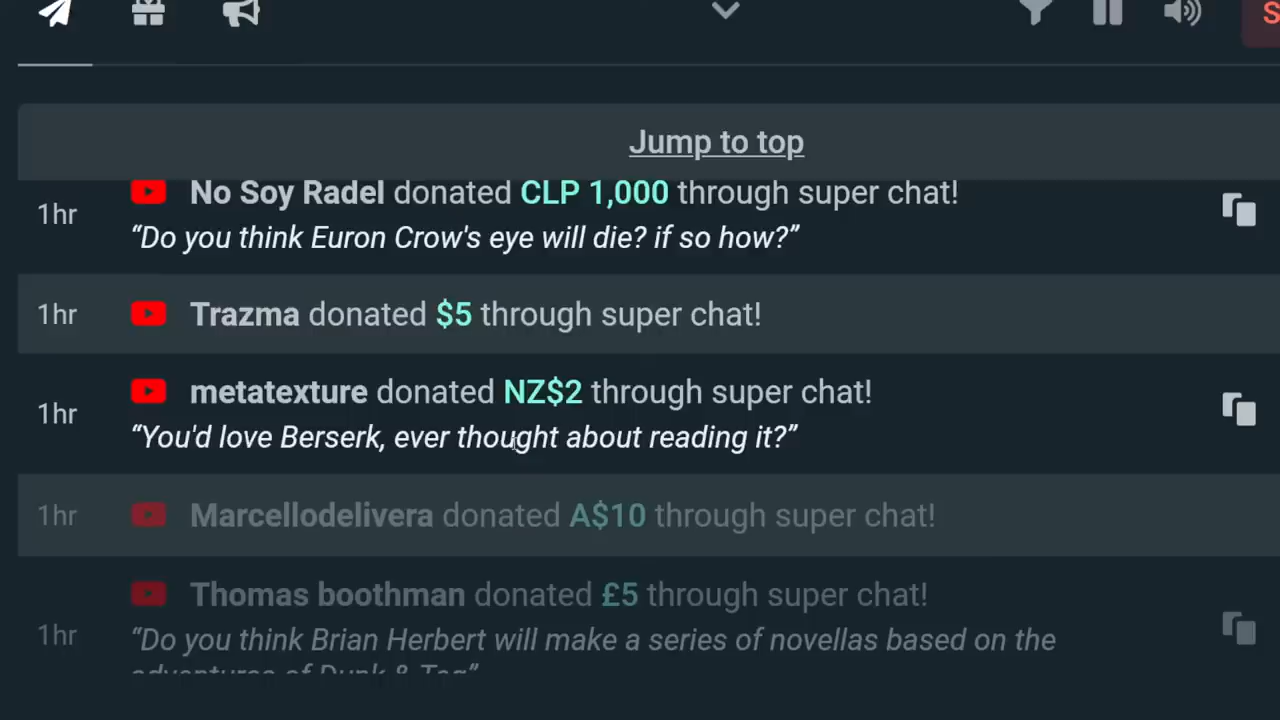 S
Jump to top
No Soy Radel donated CLP 1,000 through super chat!
1hr
“Do you think Euron Crow's eye will die? if so how?”
1hr Trazma donated $5 through super chat!
metatexture donated NZ$2 through super chat!
1hr
“You'd love Berserk, ever thought about reading it?”
1hr Marcellodelivera donated A$10 through super chat!
Thomas boothman donated £5 through super chat!
1hr
“Do you think Brian Herbert will make a series of novellas based on the
adventures of Dunk &